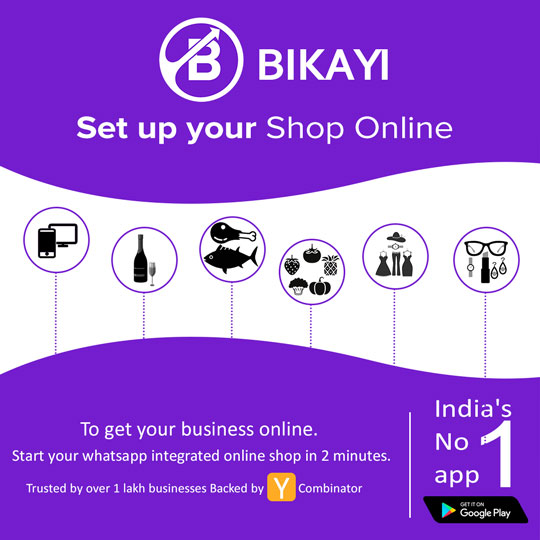 B BIKAYI
Set up your Shop Online
To get your business online.
Start your whatsapp integrated online shop in 2 minutes.
Trusted by over 1 lakh businesses Backed by Y Combinator
India's
No 1
app
GET IT ON
Google Play